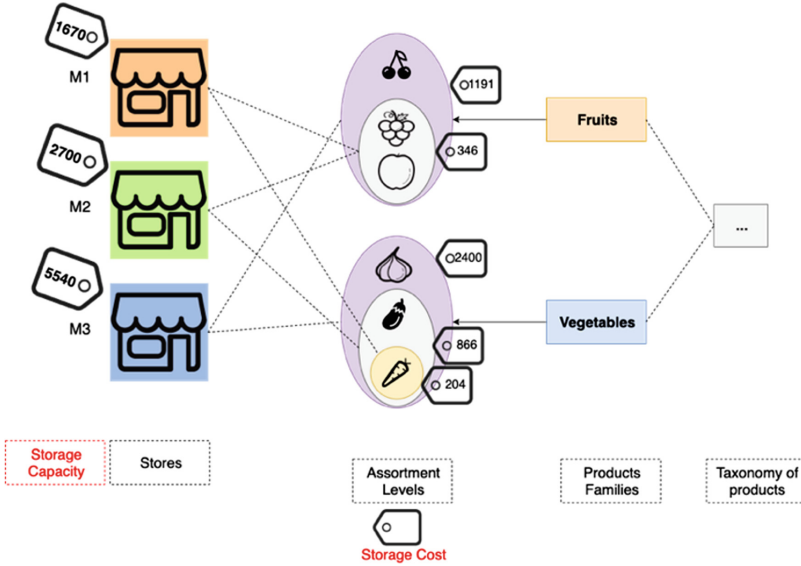 1670
M1
2700
M2
5540
M3
1191
346
Fruits
...
2400
866
204
Vegetables
Storage
Capacity
Stores
Assortment
Levels
Products
Families
Taxonomy of
products
Storage Cost